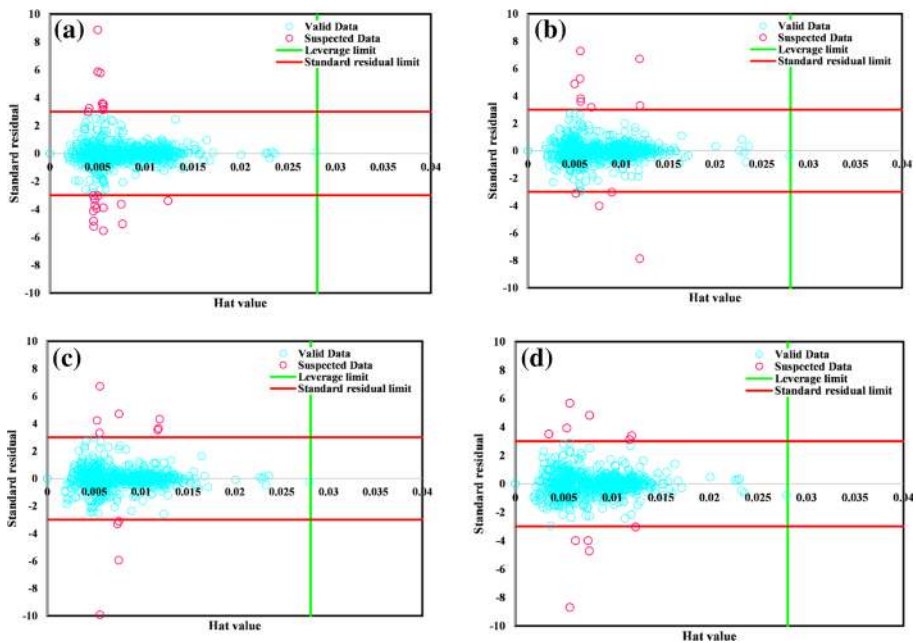 (a)
10
8
6
4
2
0
-2
-4
-6
-8
-10
Standard residual
Valid Data
Suspected Data
Leverage limit
Standard residual limit
0 0.005 0.01 0.015 0.02 0.025 0.03 0.035 0.04
Hat value
(b)
10
8
6
4
2
0
-2
-4
-6
-8
-10
Standard residual
Valid Data
Suspected Data
Leverage limit
Standard residual limit
0 0.005 0.01 0.015 0.02 0.025 0.03 0.035 0.04
Hat value
(c)
10
8
6
4
2
0
-2
-4
-6
-8
-10
Standard residual
Valid Data
Suspected Data
Leverage limit
Standard residual limit
0 0.005 0.01 0.015 0.02 0.025 0.03 0.035 0.04
Hat value
(d)
10
8
6
4
2
0
-2
-4
-6
-8
-10
Standard residual
Valid Data
Suspected Data
Leverage limit
Standard residual limit
0 0.005 0.01 0.015 0.02 0.025 0.03 0.035 0.04
Hat value